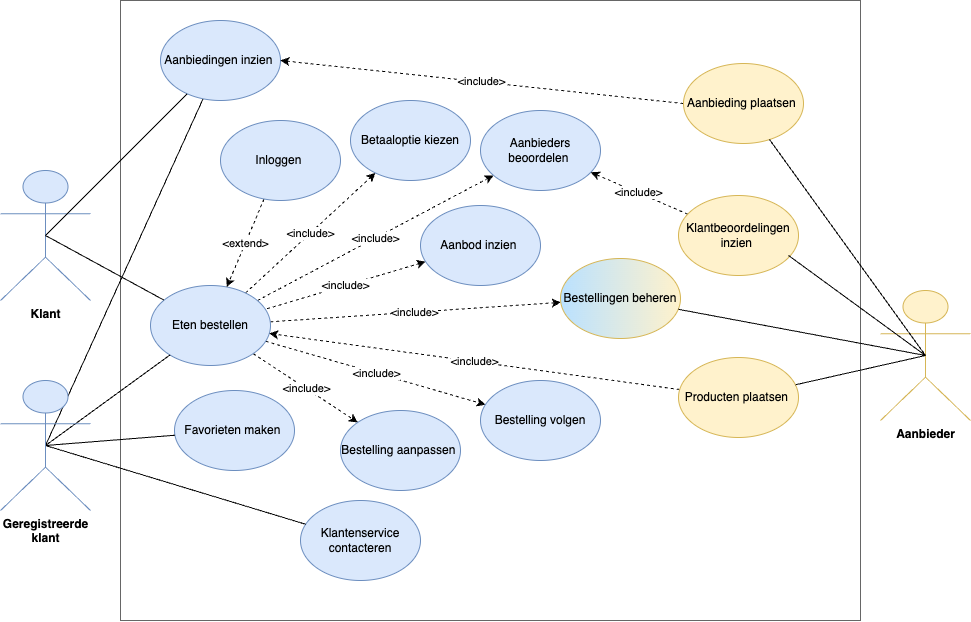 Aanbiedingen inzien
<include>
Aanbieding plaatsen
Betaaloptie kiezen
Aanbieders
beoordelen
Inloggen
<include>
Klantbeoordelingen
inzien
<include>
<include>
<extend>
Aanbod inzien
<include>
Bestellingen beheren
Klant
<include>
Eten bestellen
<include>
<include>
<include>
Producten plaatsen
Favorieten maken
Bestelling volgen
Aanbieder
Bestelling aanpassen
Geregistreerde
klant
Klantenservice
contacteren